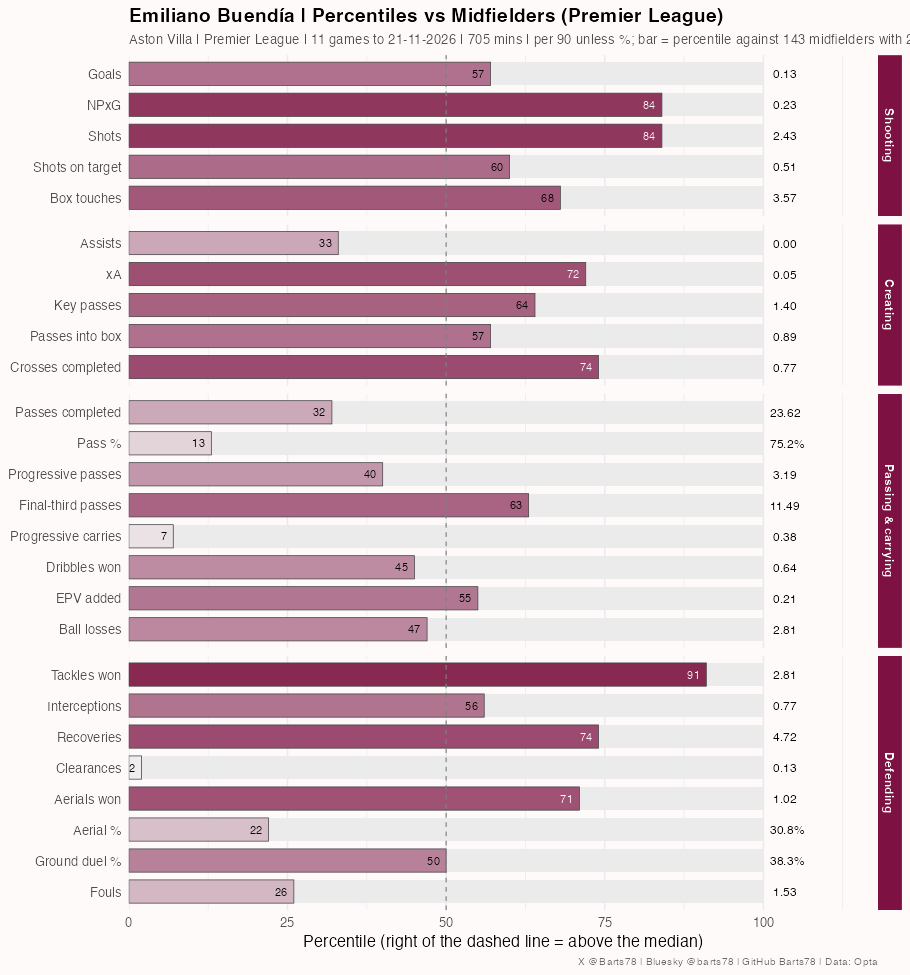 Emiliano Buendía | Percentiles vs Midfielders (Premier League)
Aston Villa | Premier League | 11 games to 21-11-2026 | 705 mins | per 90 unless %; bar = percentile against 143 midfielders with 2
Shooting
Goals 57 0.13
NPxG 84 0.23
Shots 84 2.43
Shots on target 60 0.51
Box touches 68 3.57
Creating
Assists 33 0.00
xA 72 0.05
Key passes 64 1.40
Passes into box 57 0.89
Crosses completed 74 0.77
Passing & carrying
Passes completed 32 23.62
Pass % 13 75.2%
Progressive passes 40 3.19
Final-third passes 63 11.49
Progressive carries 7 0.38
Dribbles won 45 0.64
EPV added 55 0.21
Ball losses 47 2.81
Defending
Tackles won 91 2.81
Interceptions 56 0.77
Recoveries 74 4.72
Clearances 2 0.13
Aerials won 71 1.02
Aerial % 22 30.8%
Ground duel % 50 38.3%
Fouls 26 1.53
0 25 50 75 100
Percentile (right of the dashed line = above the median)
X @Barts78 | Bluesky @barts78 | GitHub Barts78 | Data: Opta